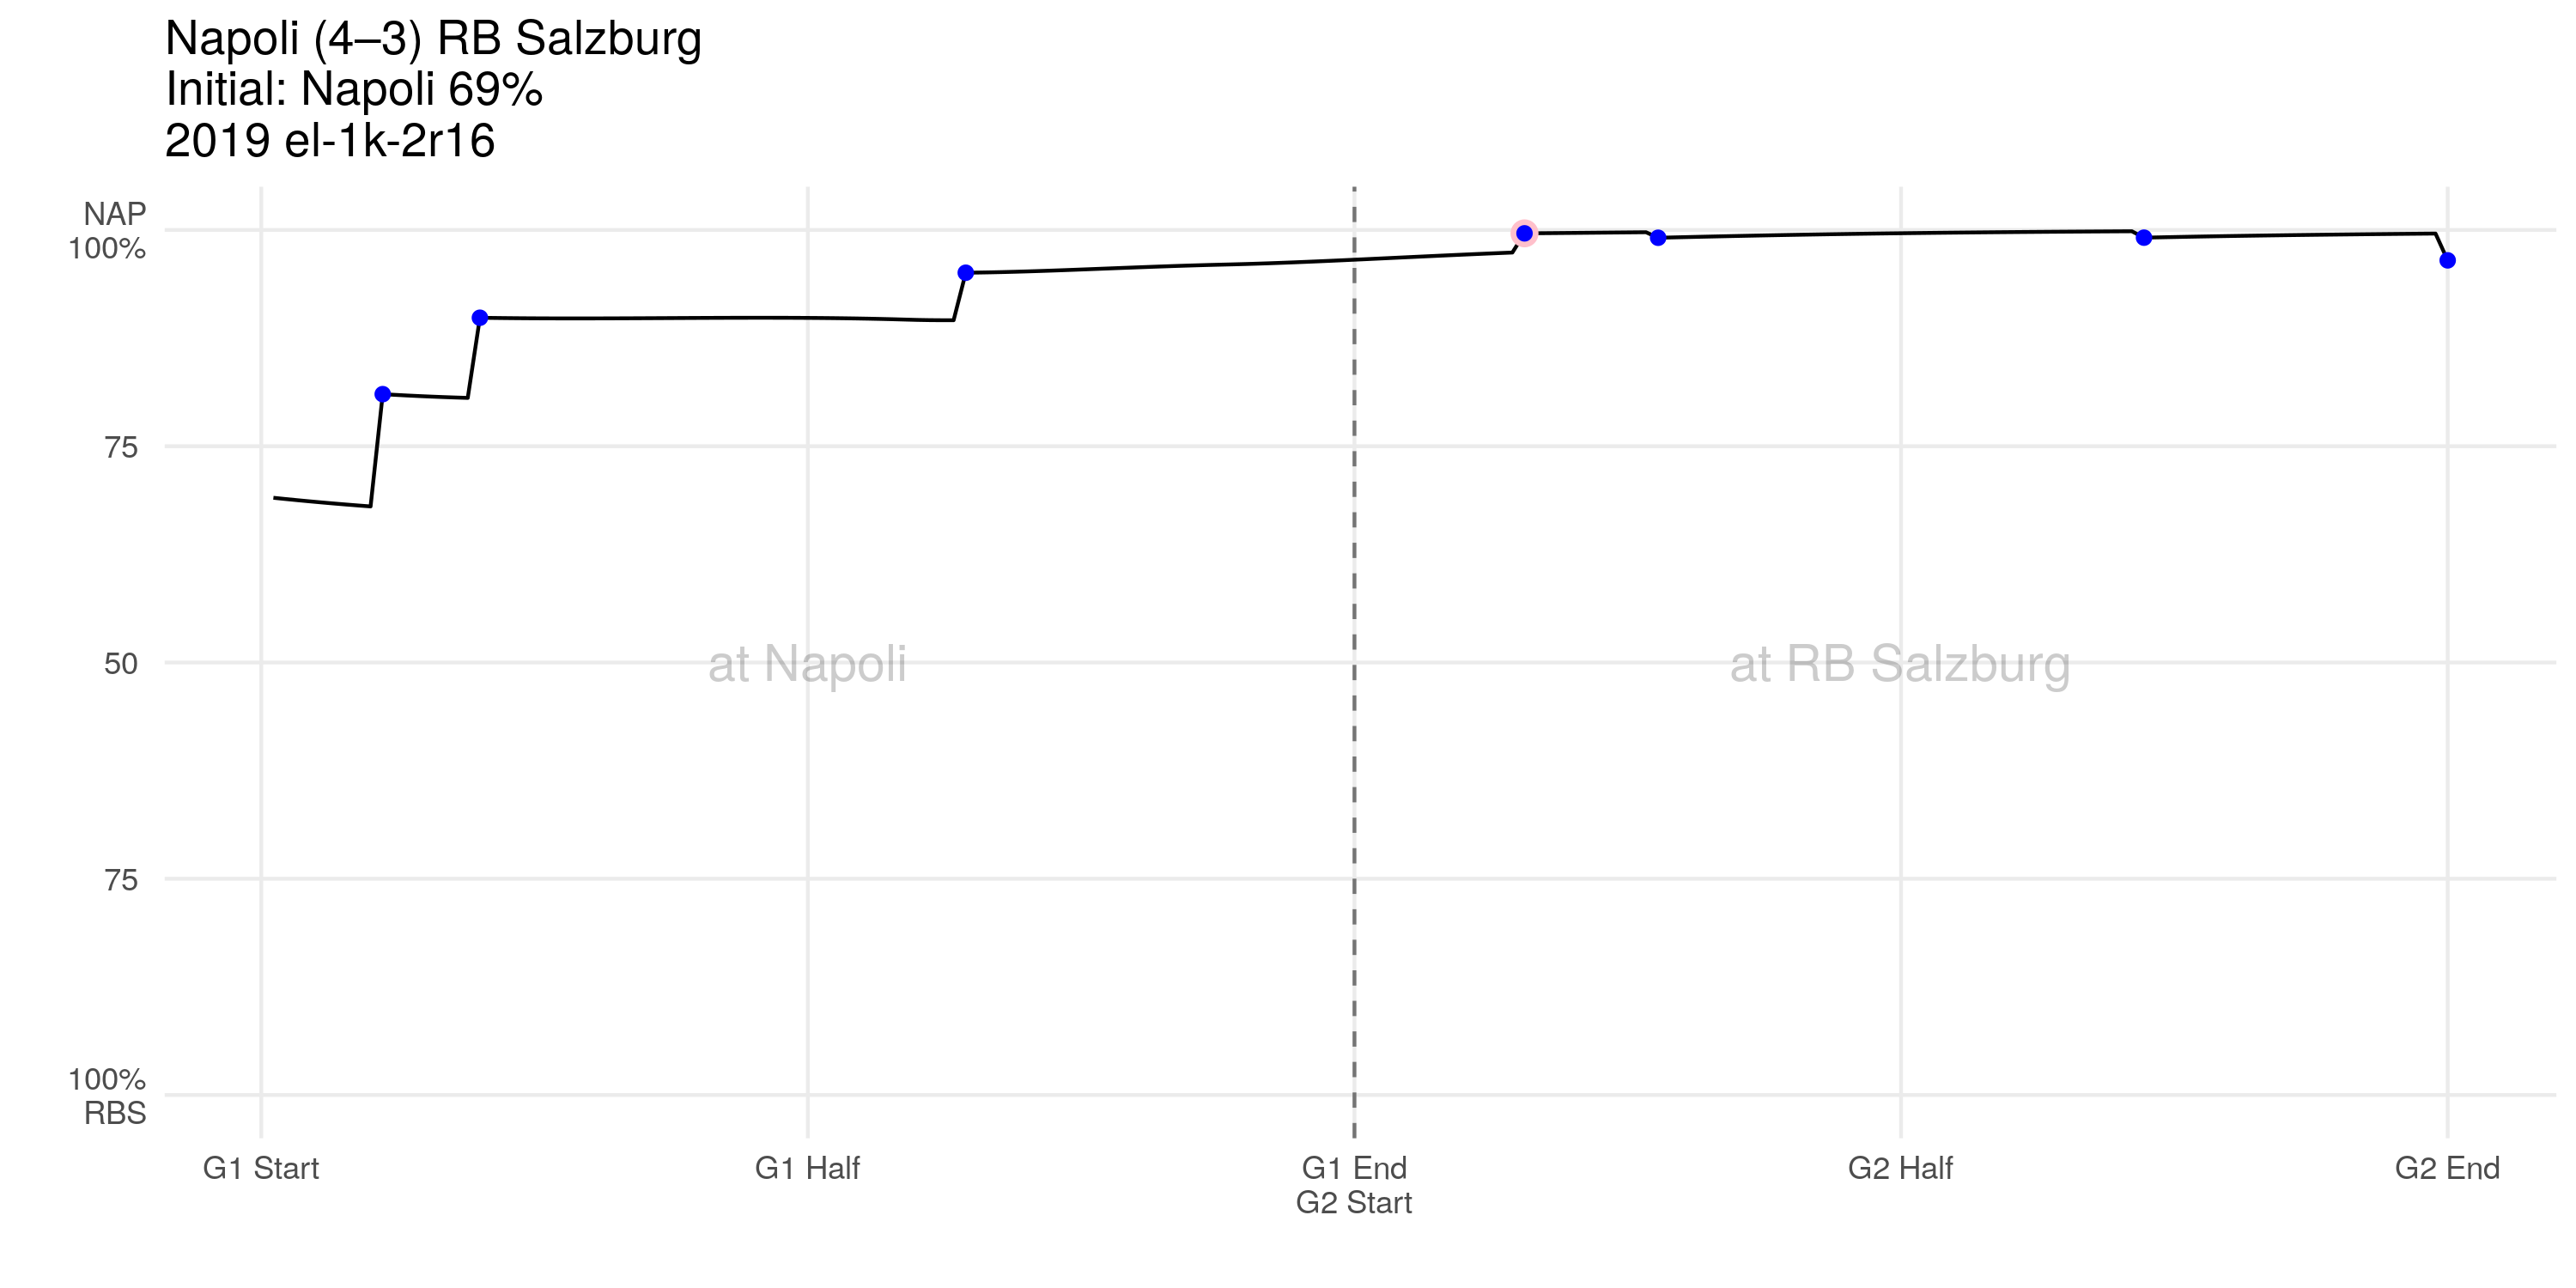 Napoli (4–3) RB Salzburg
Initial: Napoli 69%
2019 el-1k-2r16
NAP
100%
75
50
75
100%
RBS
at Napoli
at RB Salzburg
G1 Start
G1 Half
G1 End
G2 Start
G2 Half
G2 End